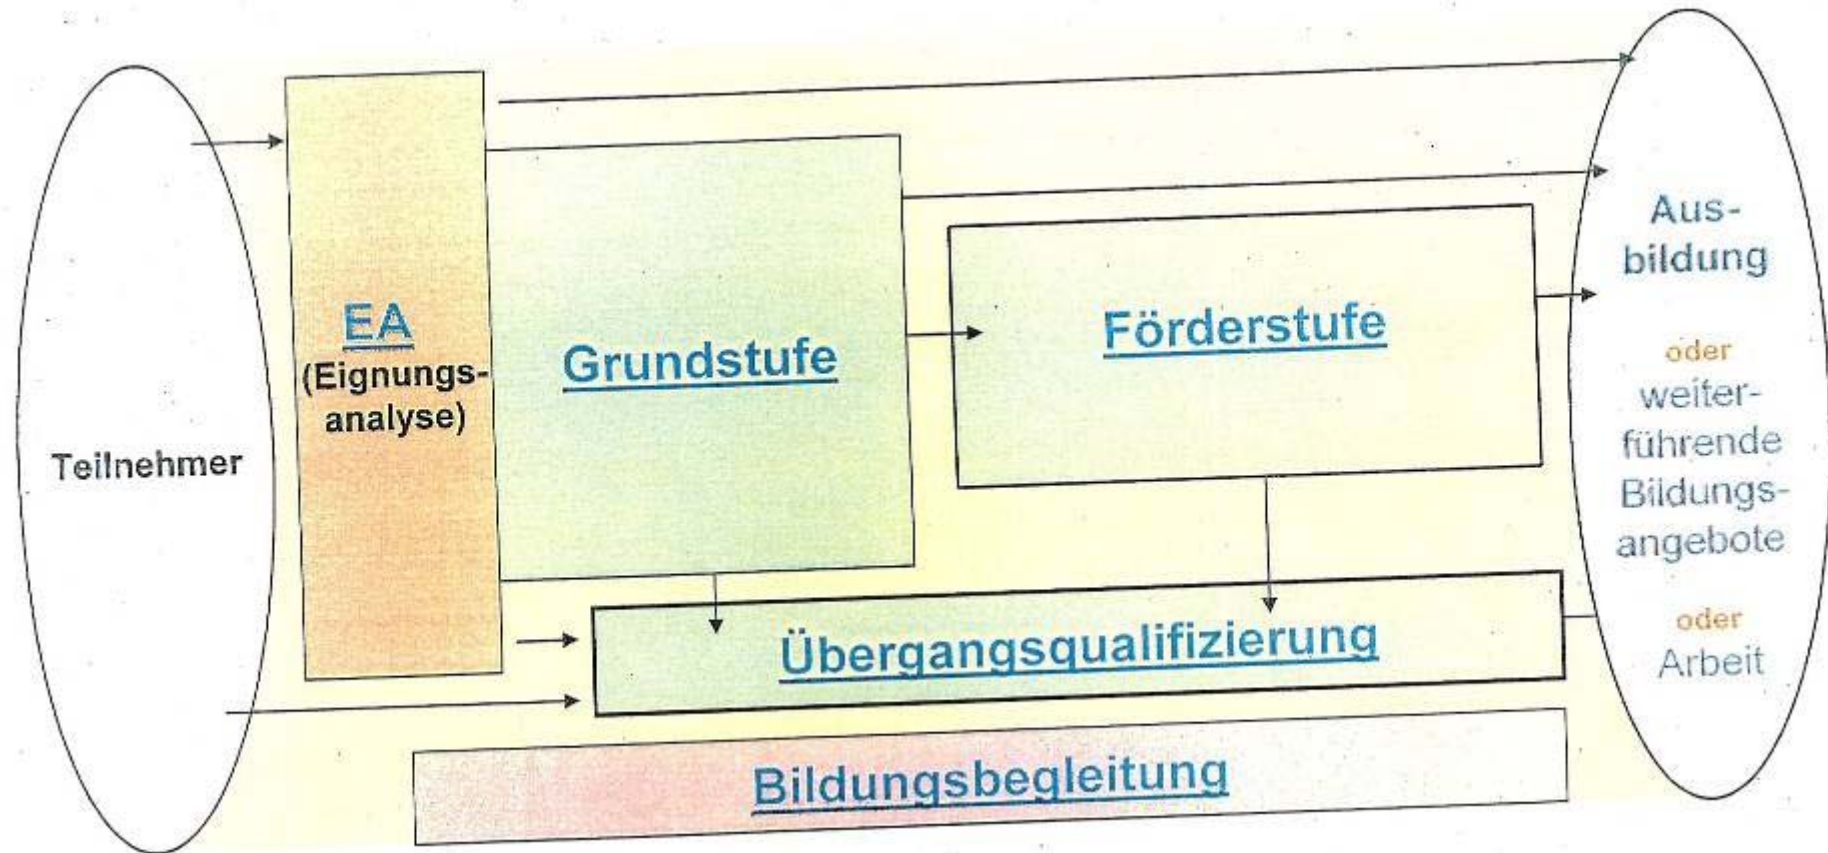 Teilnehmer
EA
(Eignungs-
analyse)
Grundstufe
Förderstufe
Übergangsqualifizierung
Bildungsbegleitung
Aus-
bildung
oder
weiter-
führende
Bildungs-
angebote
oder
Arbeit